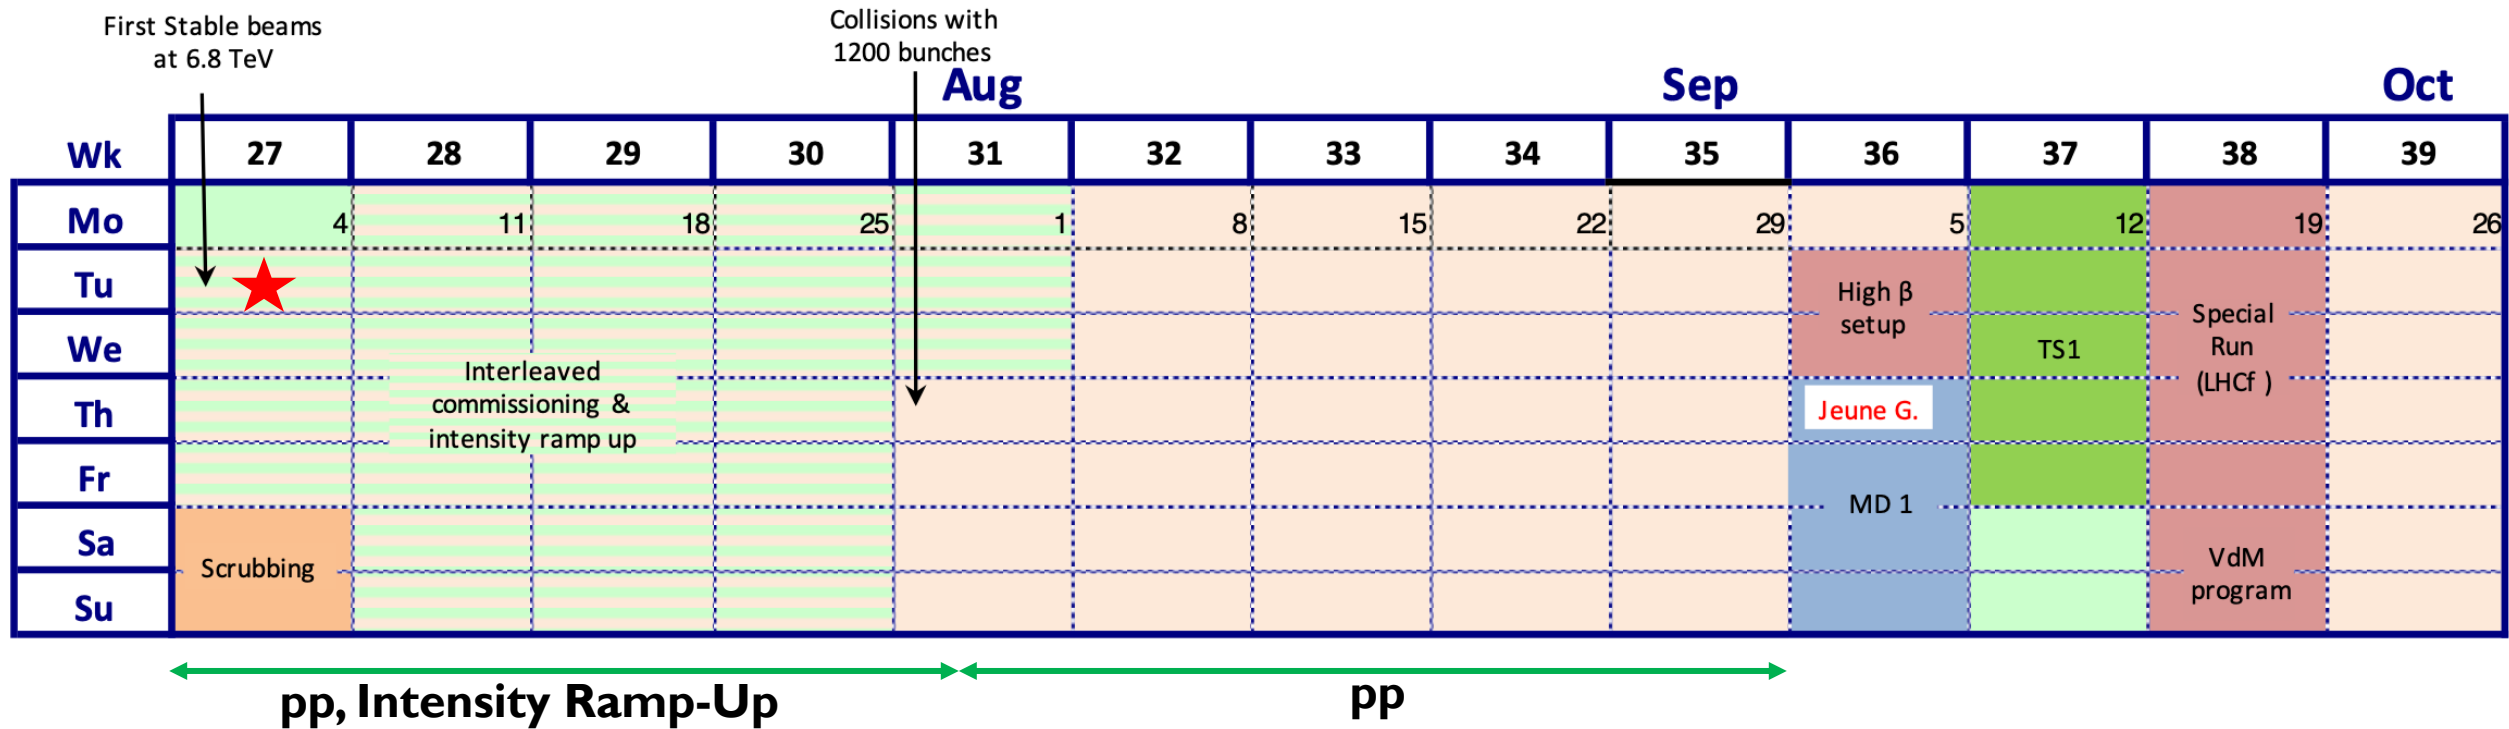 First Stable beams
at 6.8 TeV
Collisions with
1200 bunches
Aug Sep Oct
Wk 27 28 29 30 31 32 33 34 35 36 37 38 39
Mo 4 11 18 25 1 8 15 22 29 5 12 19 26
Tu
We
Th
Fr
Sa
Su
Interleaved
commissioning &
intensity ramp up
Scrubbing
High β
setup
Jeune G.
MD 1
TS1
Special
Run
(LHCf )
VdM
program
pp, Intensity Ramp-Up
pp